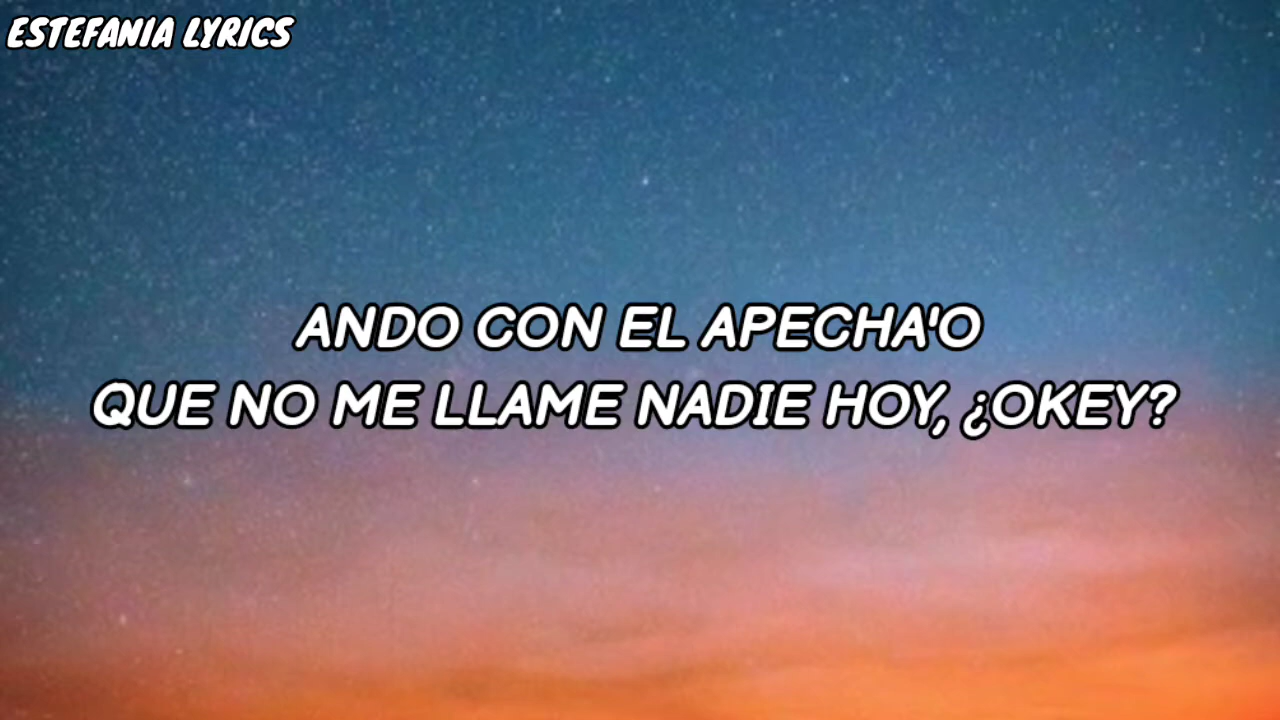 ESTEFANIA LYRICS
ANDO CON EL APECHA'O
QUE NO ME LLAME NADIE HOY, ¿OKEY?